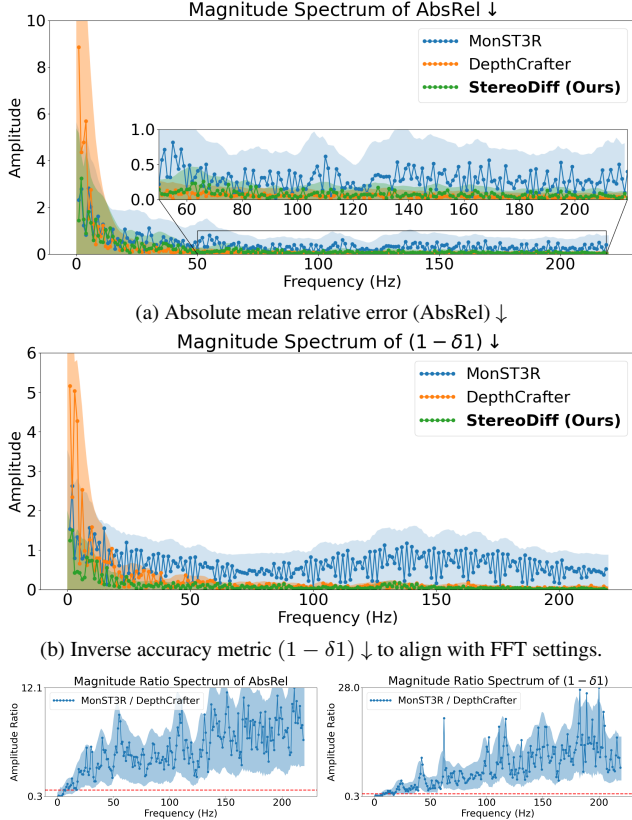 Magnitude Spectrum of AbsRel ↓
10
8
6
4
2
0
Amplitude
MonST3R
DepthCrafter
StereoDiff (Ours)
1.0
0.5
0.0
60 80 100 120 140 160 180 200 220
0 50 100 150 200
Frequency (Hz)
(a) Absolute mean relative error (AbsRel) ↓
Magnitude Spectrum of (1 − δ1) ↓
6
5
4
3
2
1
0
Amplitude
MonST3R
DepthCrafter
StereoDiff (Ours)
0 50 100 150 200
Frequency (Hz)
(b) Inverse accuracy metric (1 − δ1) ↓ to align with FFT settings.
Magnitude Ratio Spectrum of AbsRel
12.1
0.3
Amplitude Ratio
MonST3R / DepthCrafter
0 50 100 150 200
Frequency (Hz)
Magnitude Ratio Spectrum of (1 − δ1)
28.0
0.3
Amplitude Ratio
MonST3R / DepthCrafter
0 50 100 150 200
Frequency (Hz)